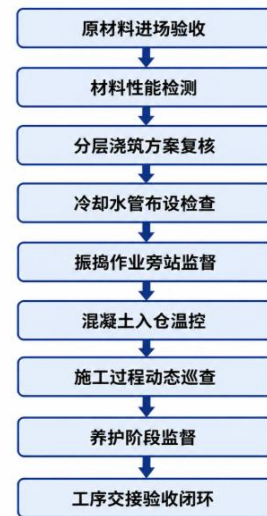 原材料进场验收
材料性能检测
分层浇筑方案复核
冷却水管布设检查
振捣作业旁站监督
混凝土入仓温控
施工过程动态巡查
养护阶段监督
工序交接验收闭环